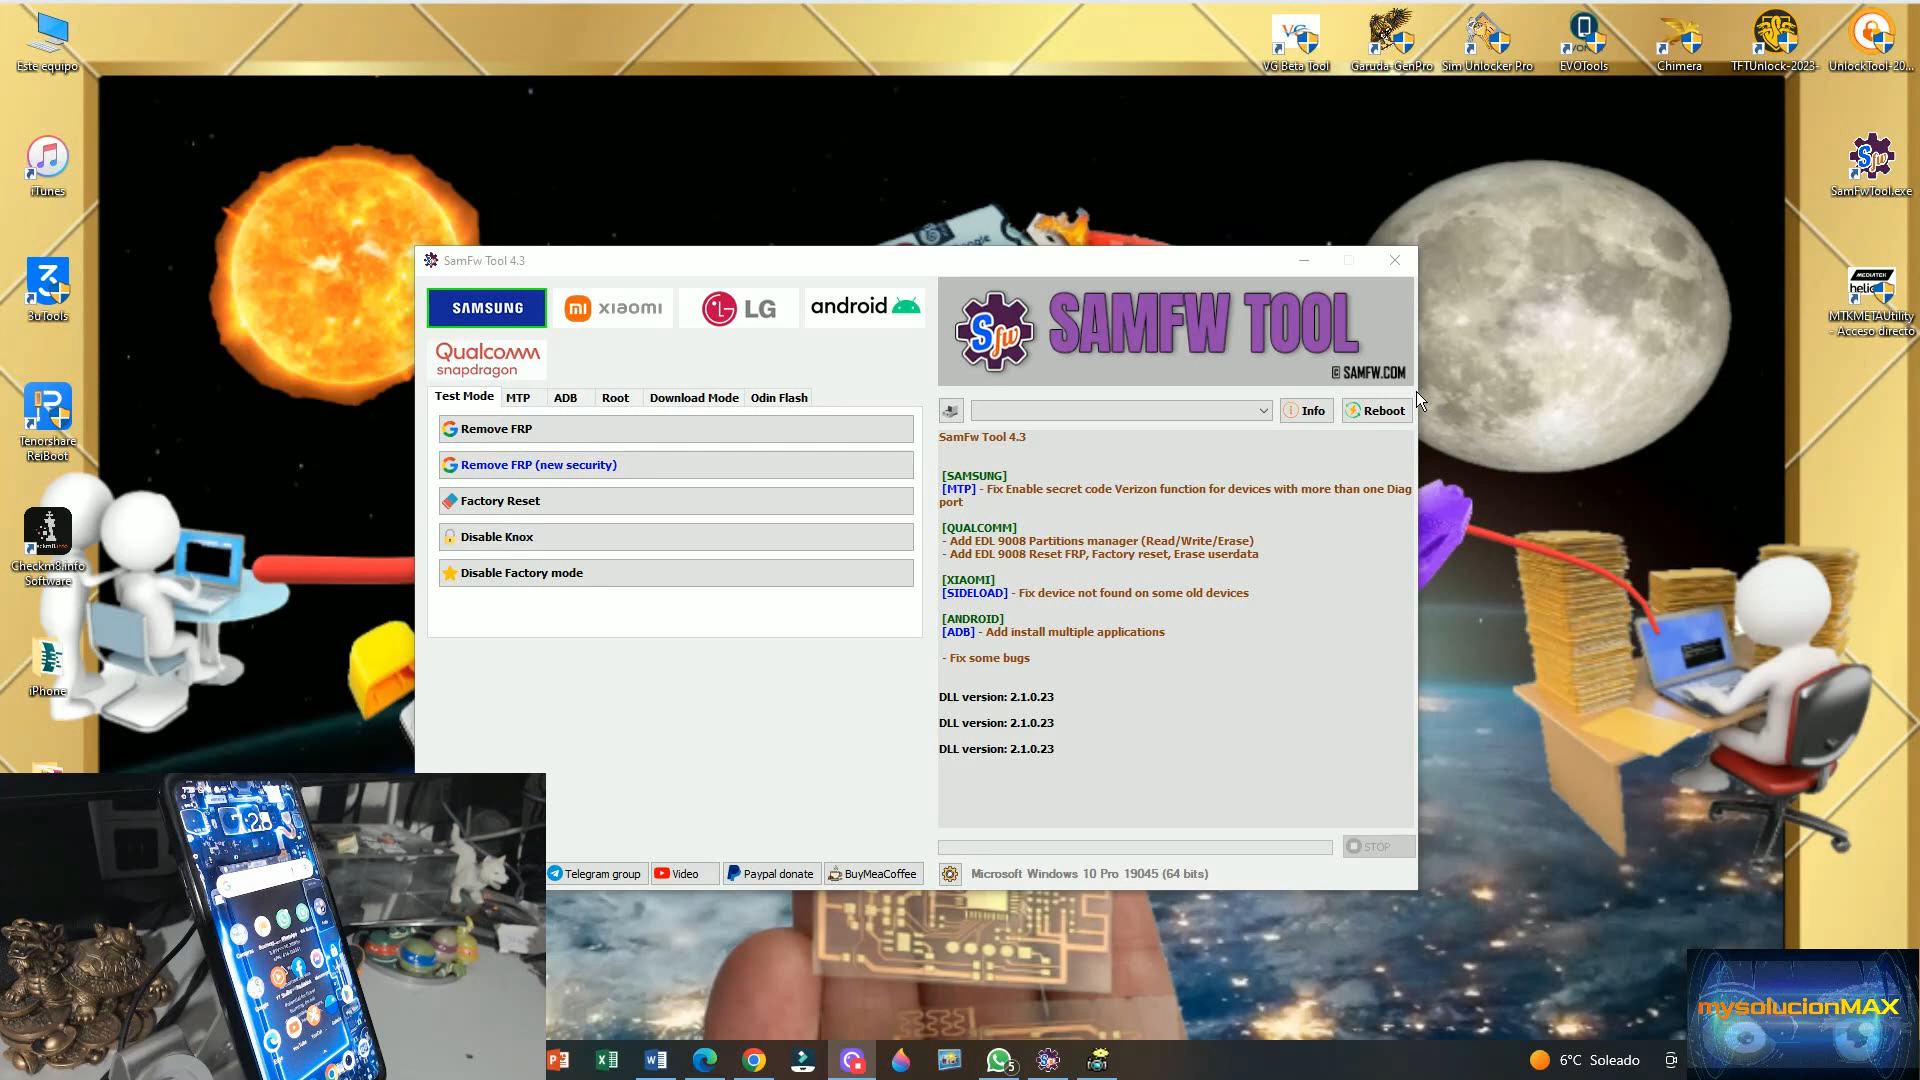 Este equipo
iTunes
3uTools
Tenorshare
ReiBoot
Checkm8.info
Software
iPhone
VG Beta Tool
Garuda-GenPro
Sim Unlocker Pro
EVOTools
Chimera
TFTUnlock-2023-
UnlockTool-20...
SamFwTool.exe
MEDIATEK
helio
MTKMETAUtility
- Acceso directo
SamFw Tool 4.3
SAMSUNG
xiaomi
LG
android
Qualcomm
snapdragon
Test Mode
MTP
ADB
Root
Download Mode
Odin Flash
Remove FRP
Remove FRP (new security)
Factory Reset
Disable Knox
Disable Factory mode
Sfw
SAMFW TOOL
© SAMFW.COM
Info
Reboot
SamFw Tool 4.3
[SAMSUNG]
[MTP] - Fix Enable secret code Verizon function for devices with more than one Diag
port
[QUALCOMM]
- Add EDL 9008 Partitions manager (Read/Write/Erase)
- Add EDL 9008 Reset FRP, Factory reset, Erase userdata
[XIAOMI]
[SIDELOAD] - Fix device not found on some old devices
[ANDROID]
[ADB] - Add install multiple applications
- Fix some bugs
DLL version: 2.1.0.23
DLL version: 2.1.0.23
DLL version: 2.1.0.23
STOP
Telegram group
Video
Paypal donate
BuyMeaCoffee
Microsoft Windows 10 Pro 19045 (64 bits)
mysolucionMAX
5
6°C Soleado